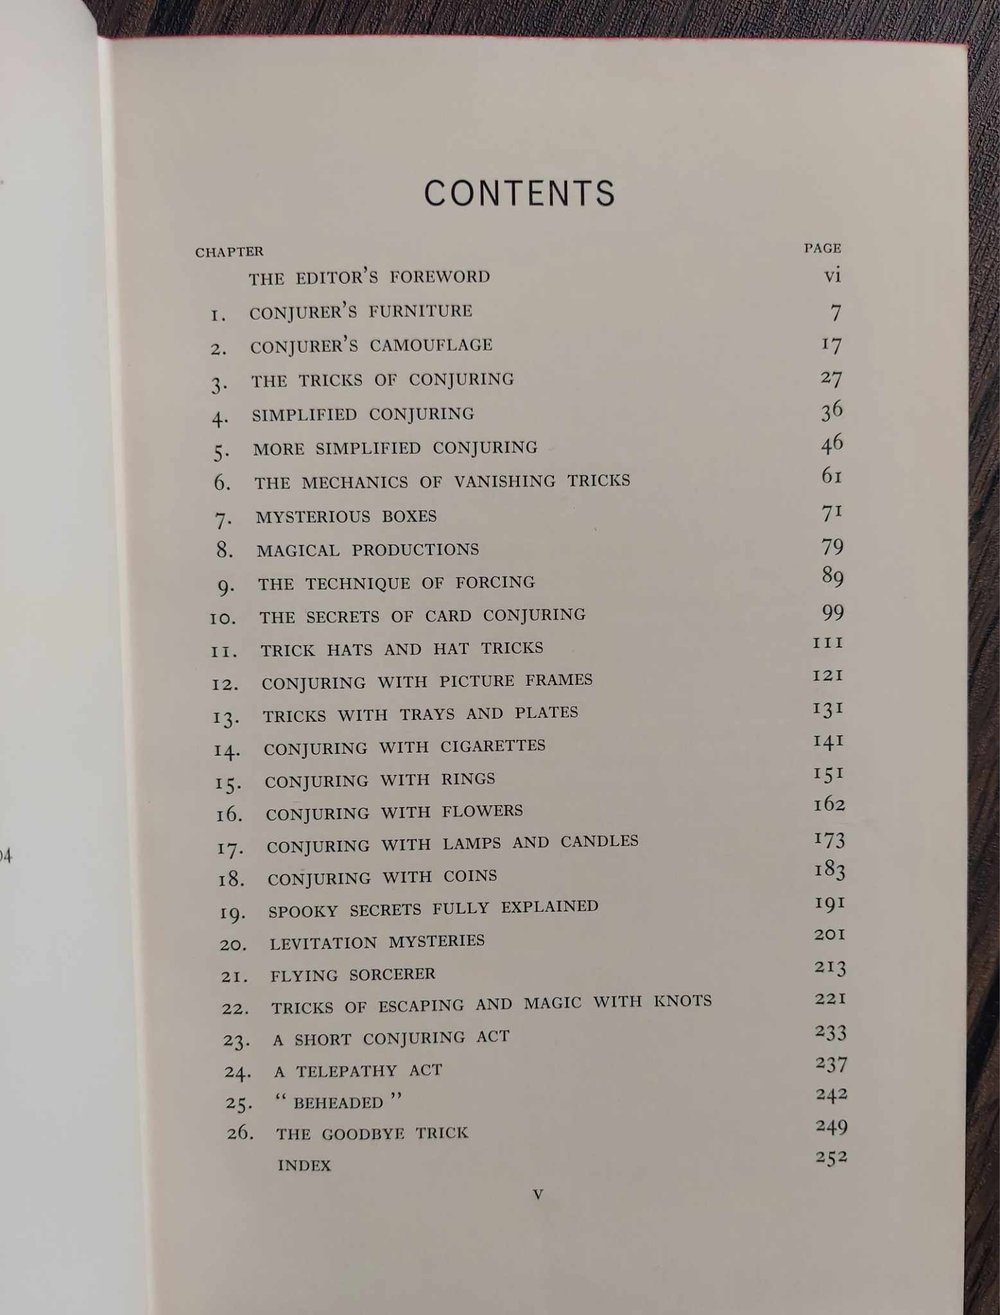 CONTENTS
CHAPTER PAGE
THE EDITOR'S FOREWORD vi
1. CONJURER'S FURNITURE 7
2. CONJURER'S CAMOUFLAGE 17
3. THE TRICKS OF CONJURING 27
4. SIMPLIFIED CONJURING 36
5. MORE SIMPLIFIED CONJURING 46
6. THE MECHANICS OF VANISHING TRICKS 61
7. MYSTERIOUS BOXES 71
8. MAGICAL PRODUCTIONS 79
9. THE TECHNIQUE OF FORCING 89
10. THE SECRETS OF CARD CONJURING 99
11. TRICK HATS AND HAT TRICKS 111
12. CONJURING WITH PICTURE FRAMES 121
13. TRICKS WITH TRAYS AND PLATES 131
14. CONJURING WITH CIGARETTES 141
15. CONJURING WITH RINGS 151
16. CONJURING WITH FLOWERS 162
17. CONJURING WITH LAMPS AND CANDLES 173
18. CONJURING WITH COINS 183
19. SPOOKY SECRETS FULLY EXPLAINED 191
20. LEVITATION MYSTERIES 201
21. FLYING SORCERER 213
22. TRICKS OF ESCAPING AND MAGIC WITH KNOTS 221
23. A SHORT CONJURING ACT 233
24. A TELEPATHY ACT 237
25. “ BEHEADED ” 242
26. THE GOODBYE TRICK 249
INDEX 252
v